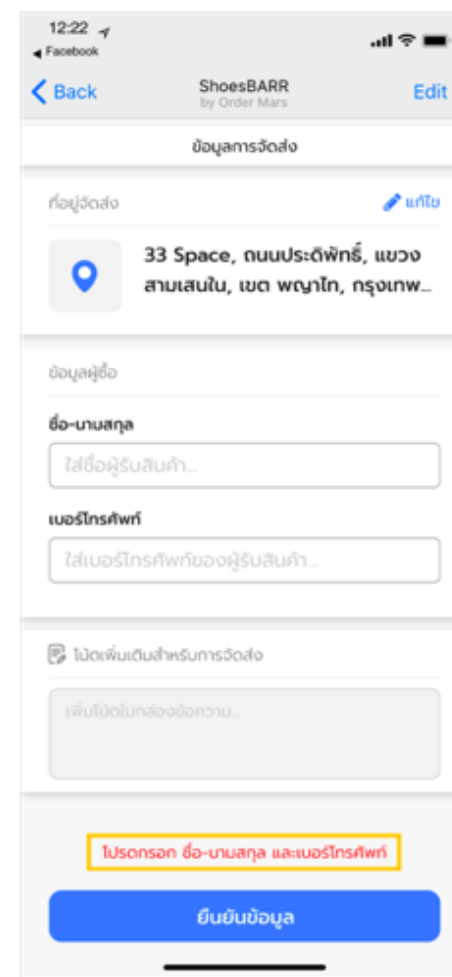 12:22
Facebook
Back
ShoesBARR
Edit
by Order Mars
ข้อมูลการจัดส่ง
ที่อยู่จัดส่ง
แก้ไข
33 Space, ถนนประดิพัทธิ์, แขวง
สามเสนใน, เขต พญาไท, กรุงเทพ...
ข้อมูลผู้ซื้อ
ชื่อ-นามสกุล
ใส่ชื่อผู้รับสินค้า...
เบอร์โทรศัพท์
ใส่เบอร์โทรศัพท์ของผู้รับสินค้า...
โน้ตเพิ่มเติมสำหรับการจัดส่ง
เพิ่มโน้ตในกล่องข้อความ...
โปรดกรอก ชื่อ-นามสกุล และเบอร์โทรศัพท์
ยืนยันข้อมูล